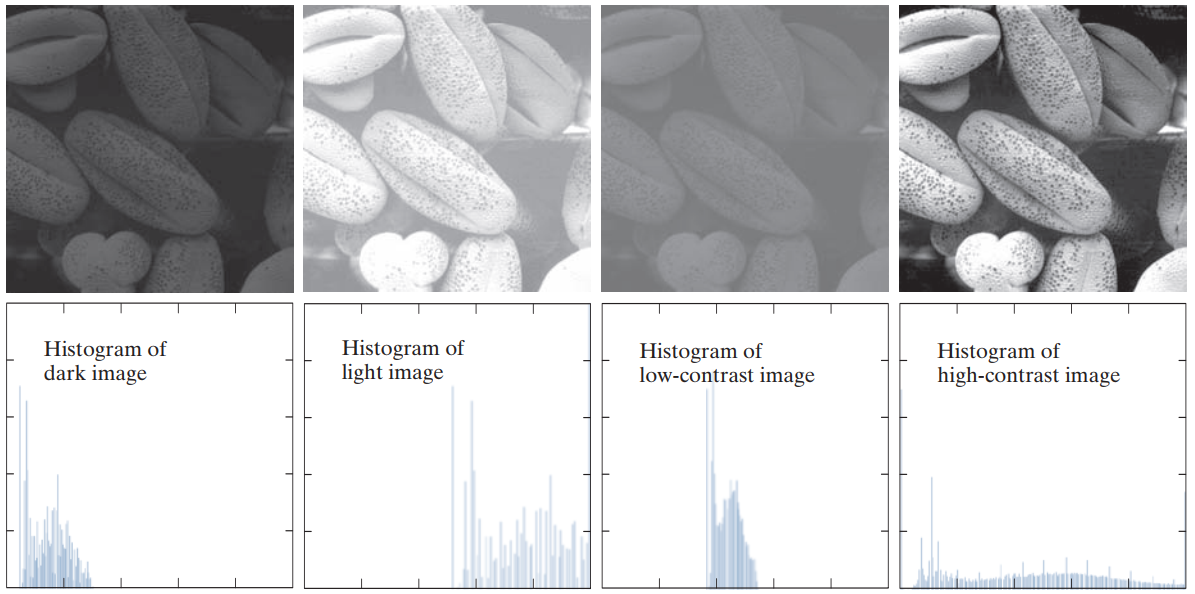 Histogram of
dark image
Histogram of
light image
Histogram of
low-contrast image
Histogram of
high-contrast image